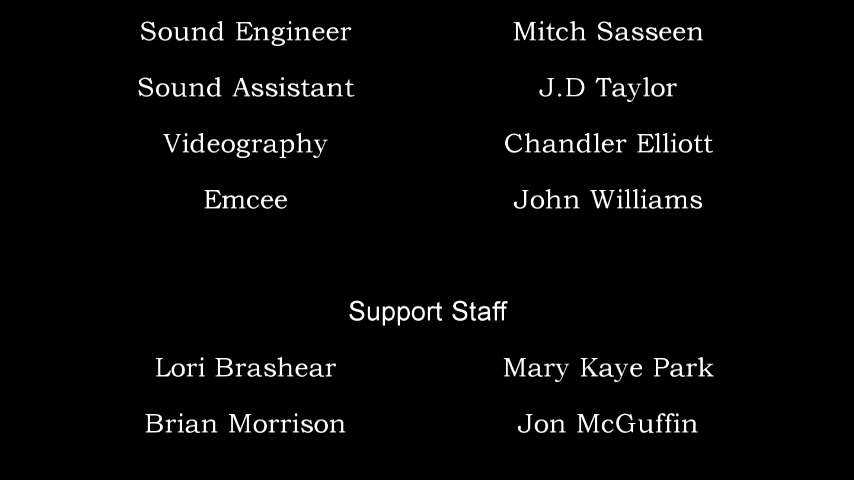 Sound Engineer Mitch Sasseen
Sound Assistant J.D Taylor
Videography Chandler Elliott
Emcee John Williams
Support Staff
Lori Brashear Mary Kaye Park
Brian Morrison Jon McGuffin